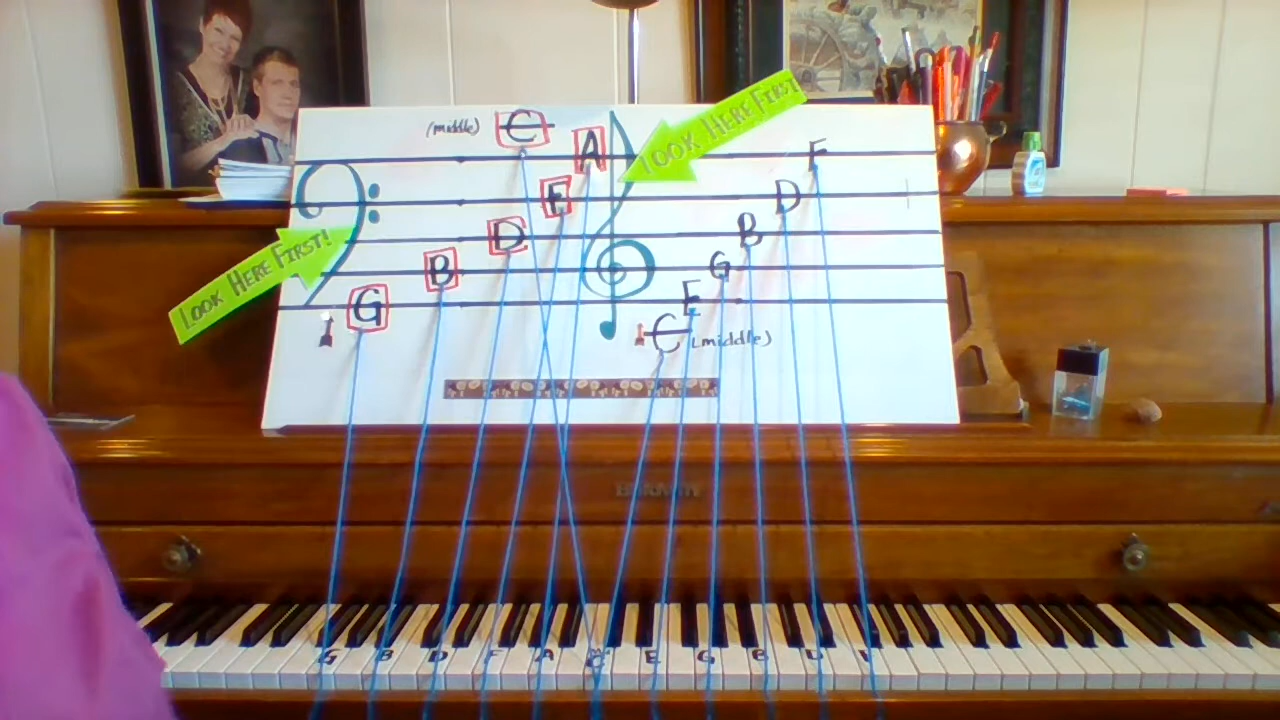 (middle) C
A
LOOK HERE FIRST
F
F
D
D
B
B
LOOK HERE FIRST!
G
G
E
C (middle)
G B D F A C E G B D F